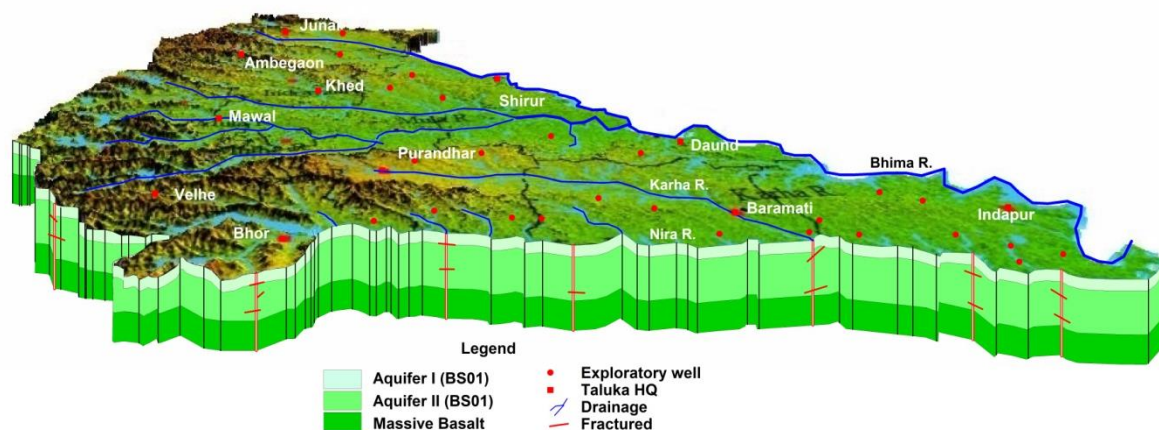 Junar
Ambegaon
Khed
Shirur
Mawal
Daund
Purandhar
Bhima R.
Velhe
Karha R.
Baramati
Indapur
Bhor
Nira R.
Legend
Aquifer I (BS01)
Aquifer II (BS01)
Massive Basalt
Exploratory well
Taluka HQ
Drainage
Fractured